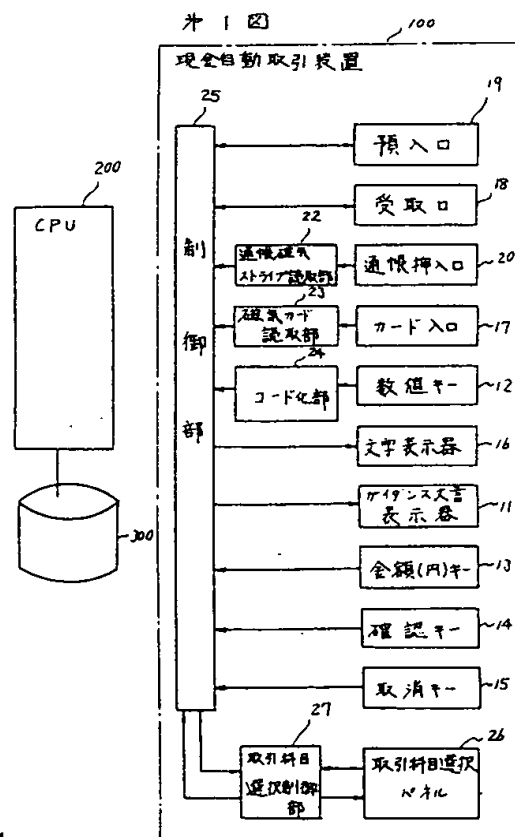 第1図
100
現金自動取引装置
25
制御部
200
CPU
300
19
預入口
18
受取口
22
通帳磁気
ストライプ読取部
通帳挿入口
20
23
磁気カード
読取部
カード入口
17
24
コード化部
数値キー
12
文字表示器
16
ガイダンス文言
表示器
11
金額(円)キー
13
確認キー
14
取消キー
15
27
取引科目
選択制御
部
26
取引科目選択
パネル